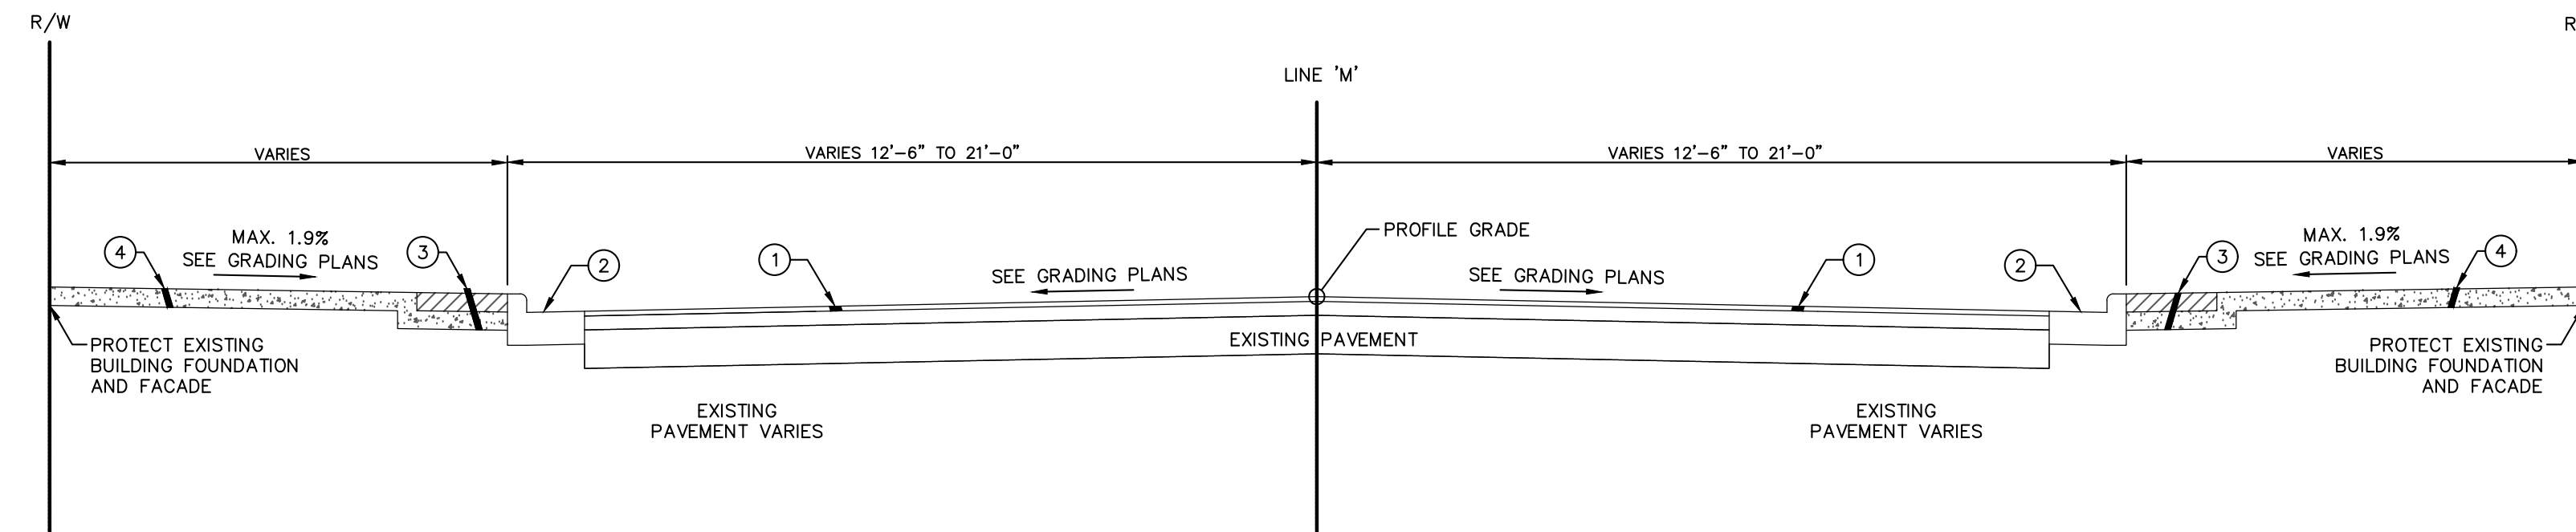 R/W
R
LINE 'M'
VARIES
VARIES 12'-6" TO 21'-0"
VARIES 12'-6" TO 21'-0"
VARIES
4
MAX. 1.9%
SEE GRADING PLANS
3
2
1
SEE GRADING PLANS
PROFILE GRADE
SEE GRADING PLANS
1
2
3
MAX. 1.9%
SEE GRADING PLANS
4
PROTECT EXISTING
BUILDING FOUNDATION
AND FACADE
EXISTING PAVEMENT
PROTECT EXISTING
BUILDING FOUNDATION
AND FACADE
EXISTING
PAVEMENT VARIES
EXISTING
PAVEMENT VARIES